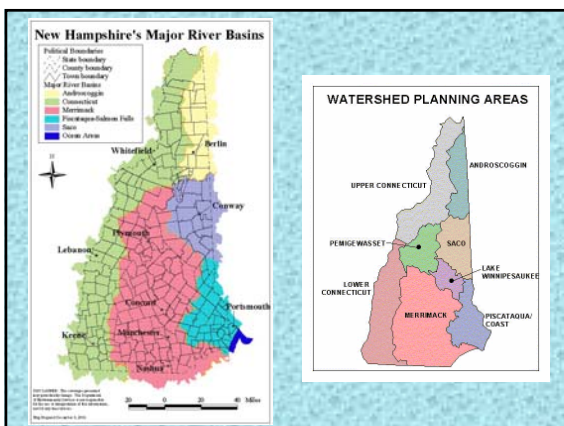 New Hampshire's Major River Basins
Political Boundaries
State boundary
County boundary
Town boundary
Major River Basins
Androscoggin
Connecticut
Merrimack
Piscataqua-Salmon Falls
Saco
Ocean Areas
N
Berlin
Whitefield
Conway
Plymouth
Lebanon
Concord
Portsmouth
Keene
Manchester
Nashua
20 0 20 40 Miles
WATERSHED PLANNING AREAS
ANDROSCOGGIN
UPPER CONNECTICUT
PEMIGEWASSET
SACO
LAKE
WINNIPESAUKEE
LOWER
CONNECTICUT
MERRIMACK
PISCATAQUA/
COAST